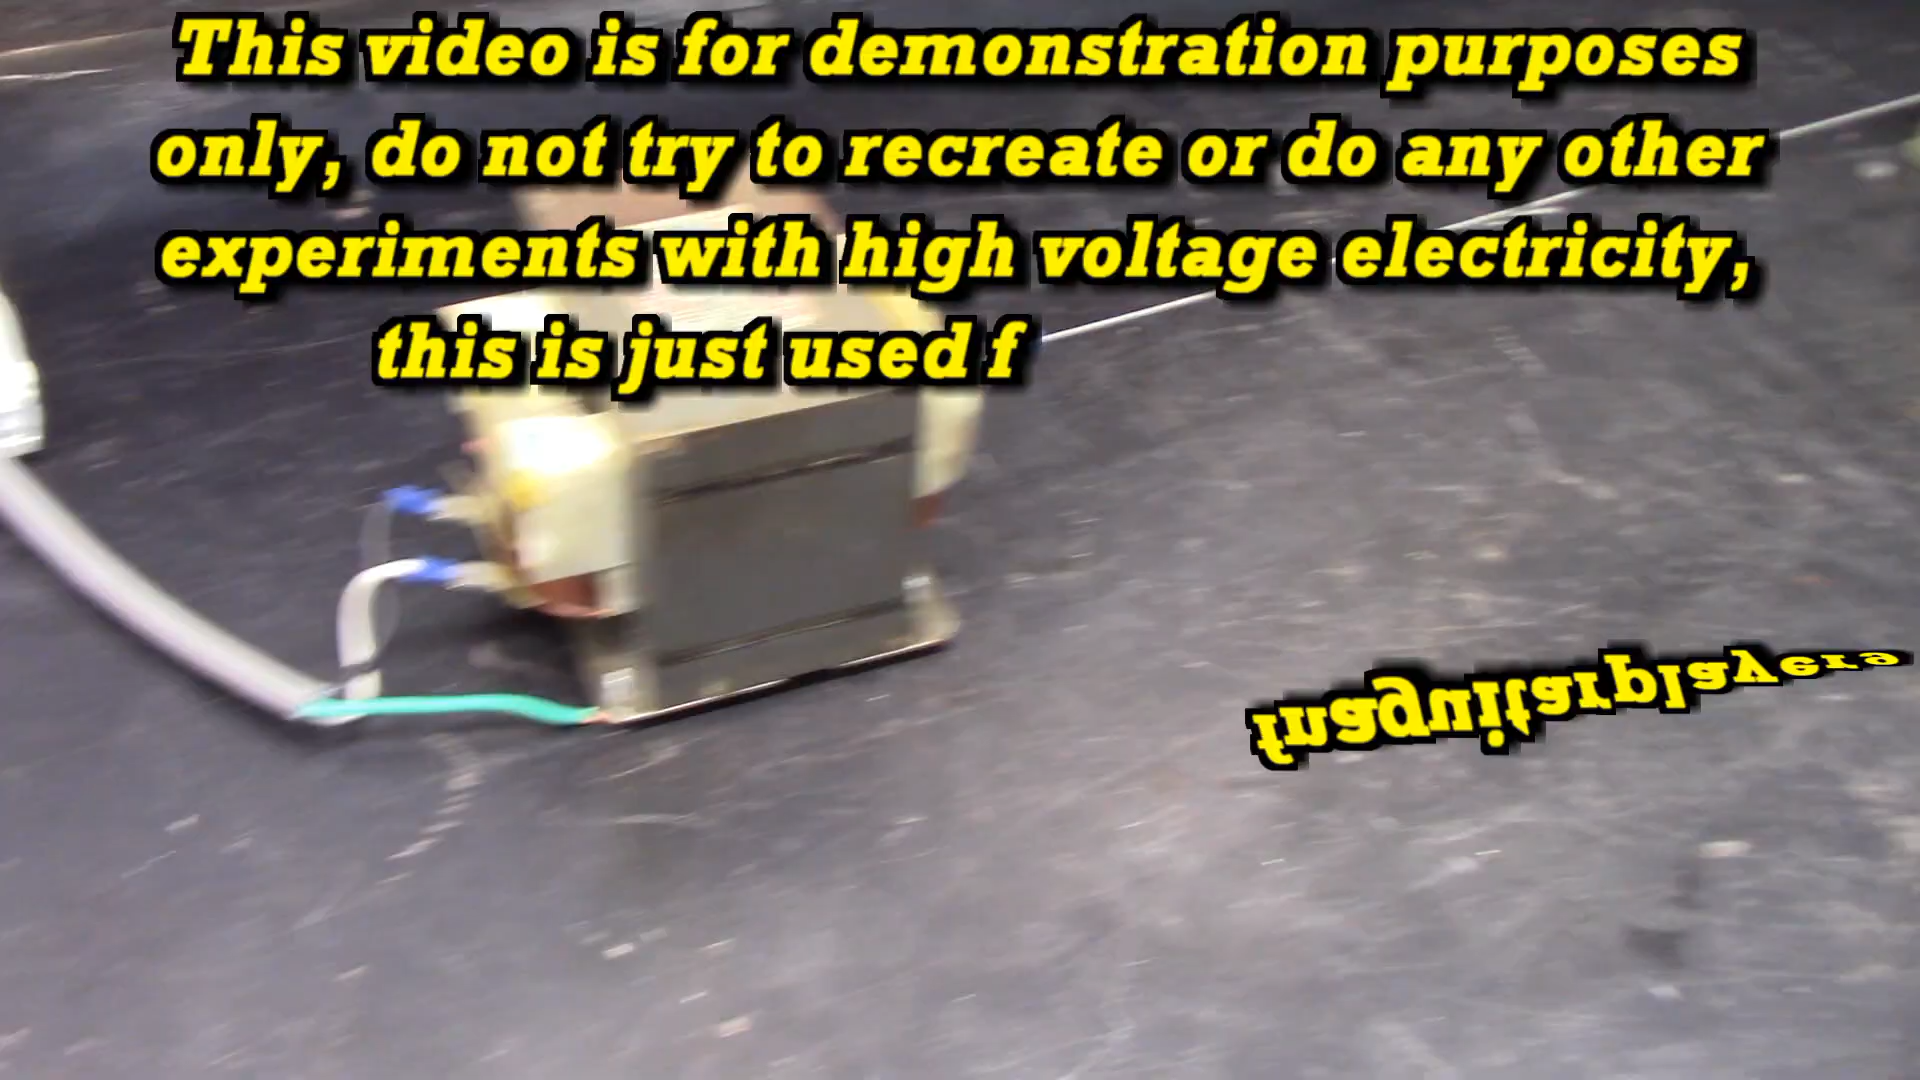 This video is for demonstration purposes
only, do not try to recreate or do any other
experiments with high voltage electricity,
this is just used f